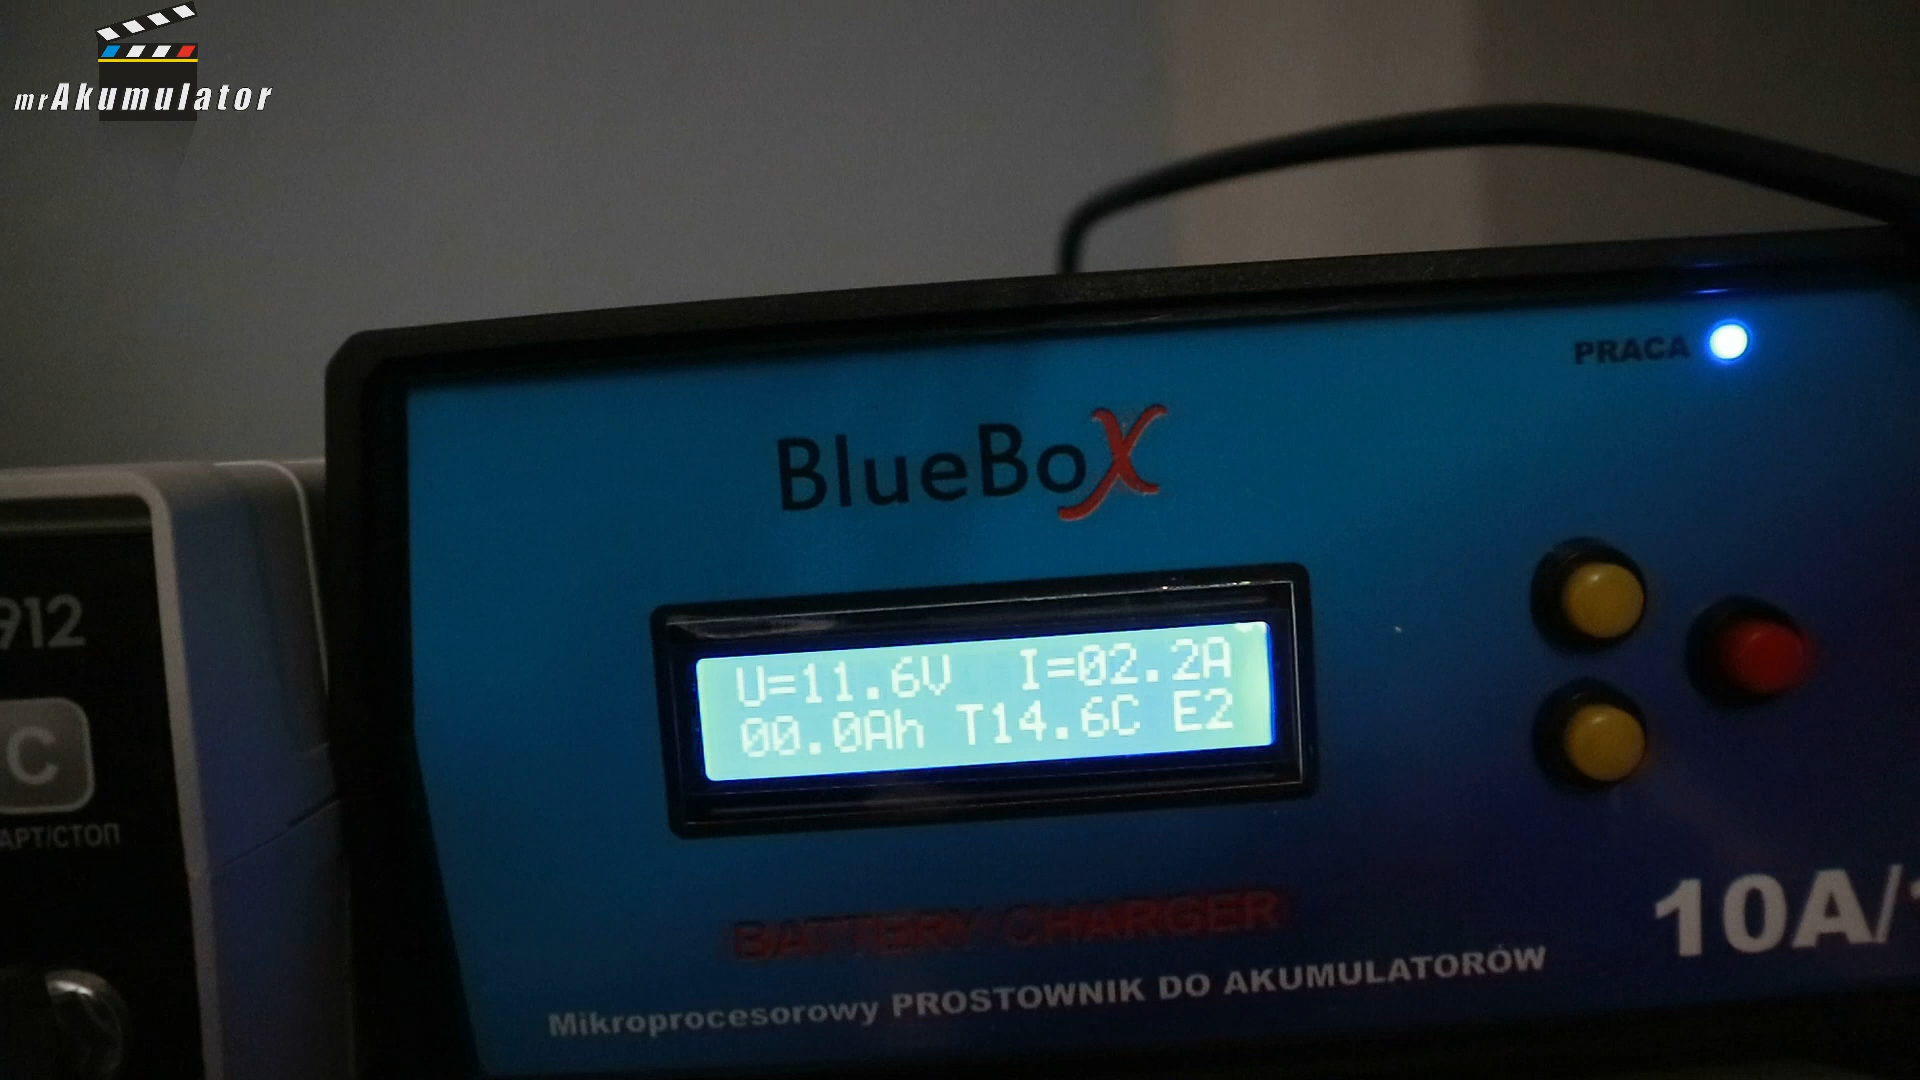 mrAkumulator
PRACA
BlueBoX
912
U=11.6V I=02.2A
00.0Ah T14.6C E2
C
АРТ/СТОП
BATTERY CHARGER
10A/
Mikroprocesorowy PROSTOWNIK DO AKUMULATORÓW